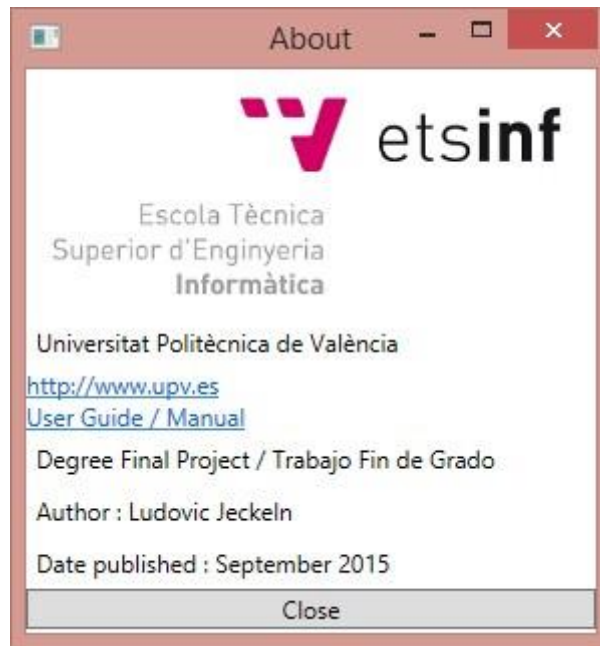 About
etsinf
Escola Tècnica
Superior d'Enginyeria
Informàtica
Universitat Politècnica de València
http://www.upv.es
User Guide / Manual
Degree Final Project / Trabajo Fin de Grado
Author : Ludovic Jeckeln
Date published : September 2015
Close